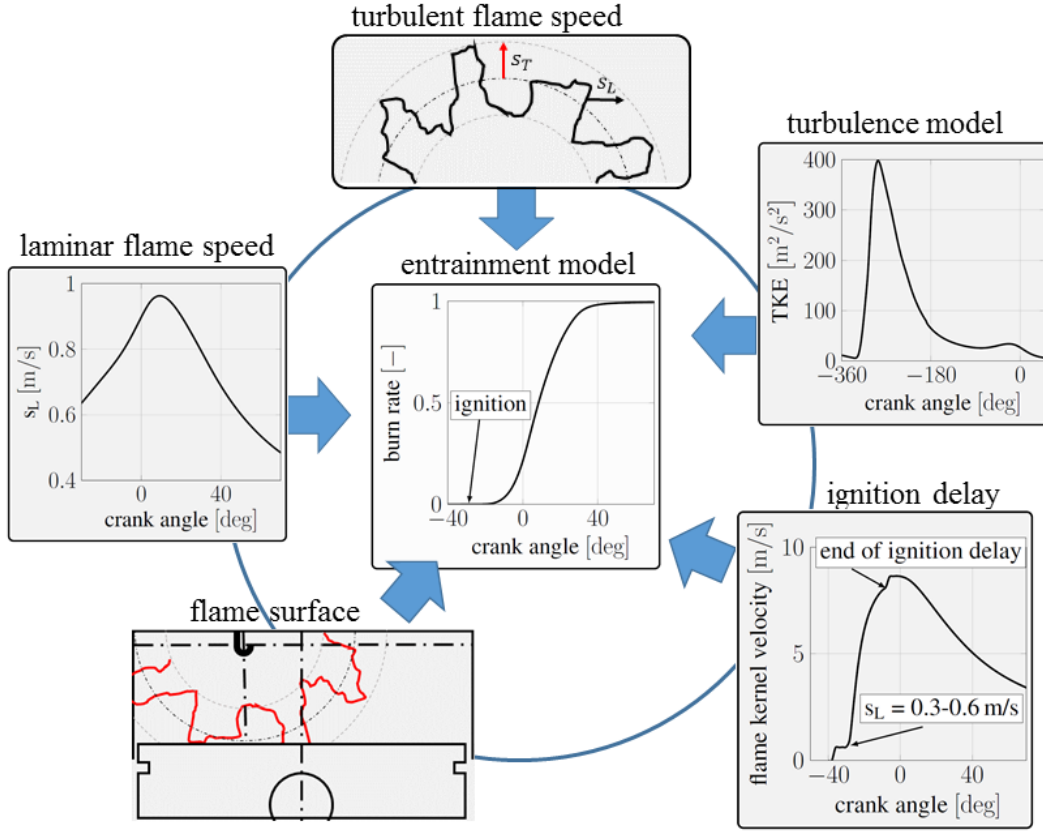 turbulent flame speed
s_T
s_L
turbulence model
400
300
200
100
0
TKE [m²/s²]
−360
−180
0
crank angle [deg]
laminar flame speed
1
0.8
0.6
0.4
s_L [m/s]
0
40
crank angle [deg]
entrainment model
1
0.5
0
burn rate [−]
ignition
−40
0
40
crank angle [deg]
ignition delay
10
5
0
flame kernel velocity [m/s]
end of ignition delay
s_L = 0.3-0.6 m/s
−40
0
40
crank angle [deg]
flame surface